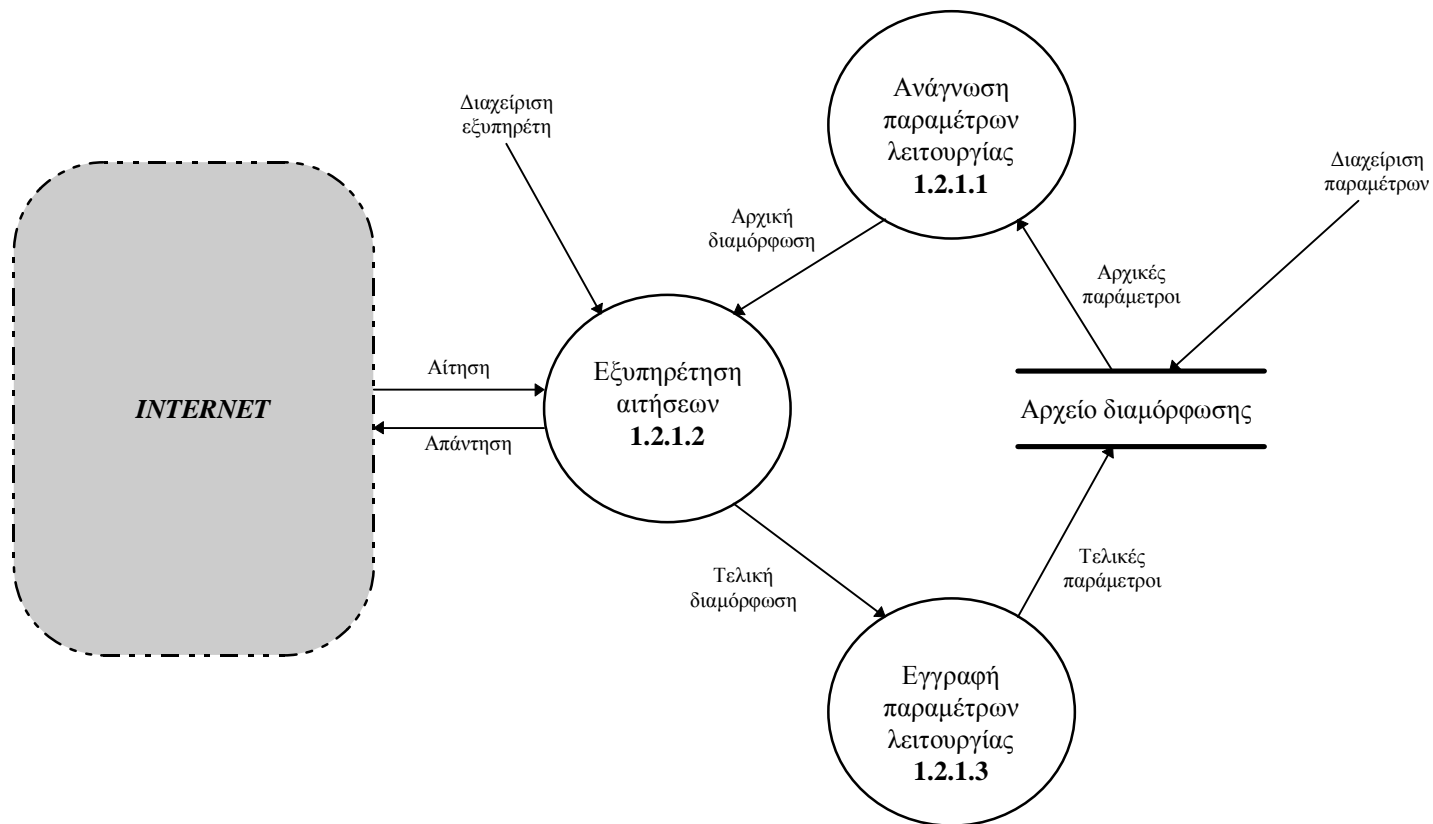 Ανάγνωση
παραμέτρων
λειτουργίας
1.2.1.1
Διαχείριση
εξυπηρέτη
Διαχείριση
παραμέτρων
Αρχική
διαμόρφωση
Αρχικές
παράμετροι
Αίτηση
Εξυπηρέτηση
αιτήσεων
1.2.1.2
INTERNET
Αρχείο διαμόρφωσης
Απάντηση
Τελική
διαμόρφωση
Τελικές
παράμετροι
Εγγραφή
παραμέτρων
λειτουργίας
1.2.1.3